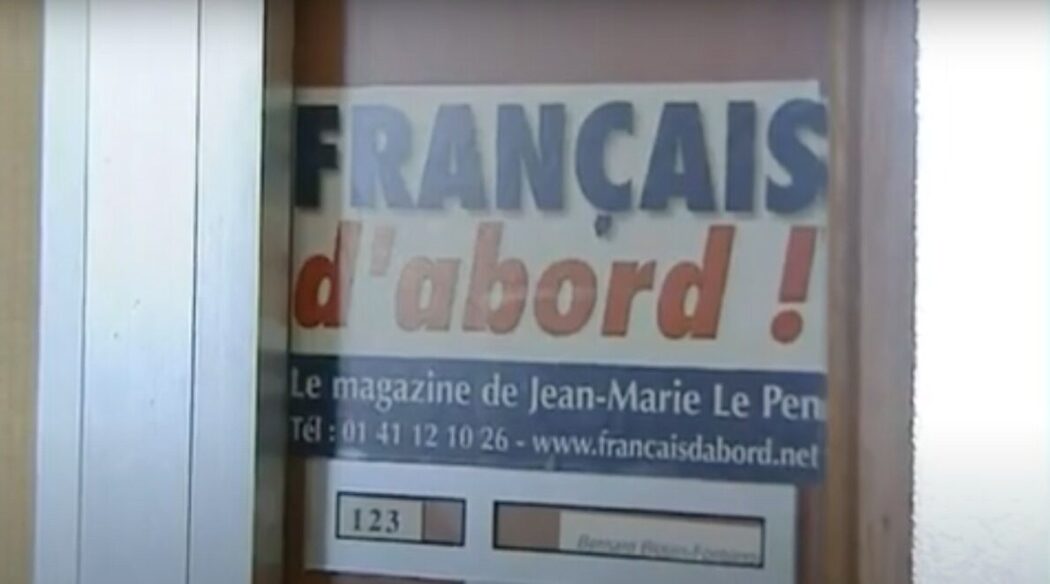 FRANÇAIS
d'abord !
Le magazine de Jean-Marie Le Pen
Tél : 01 41 12 10 26 - www.francaisdabord.net
123
Bernard